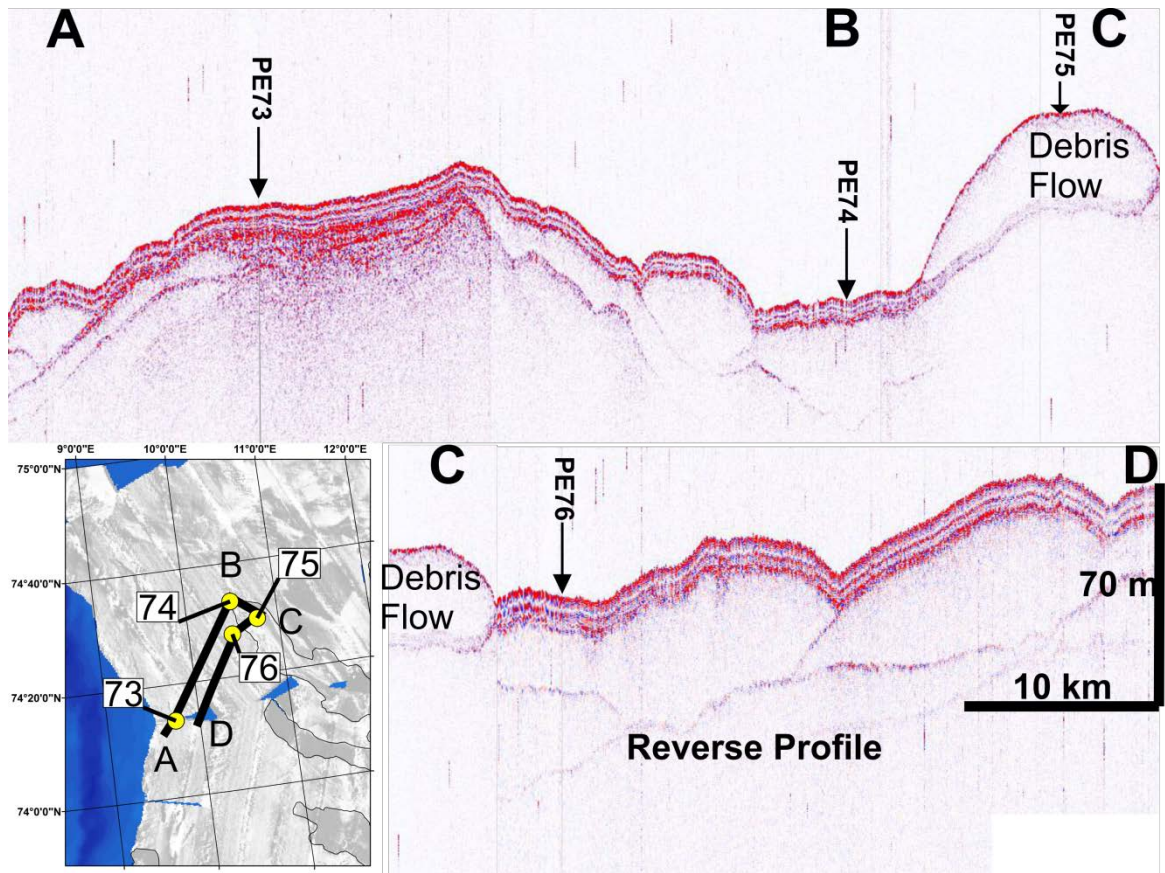 A
B
C
PE73
PE74
PE75
Debris
Flow
9°0'0"E
10°0'0"E
11°0'0"E
12°0'0"E
75°0'0"N
74°40'0"N
74°20'0"N
74°0'0"N
B
75
74
C
76
73
A
D
C
PE76
D
Debris
Flow
70 m
10 km
Reverse Profile